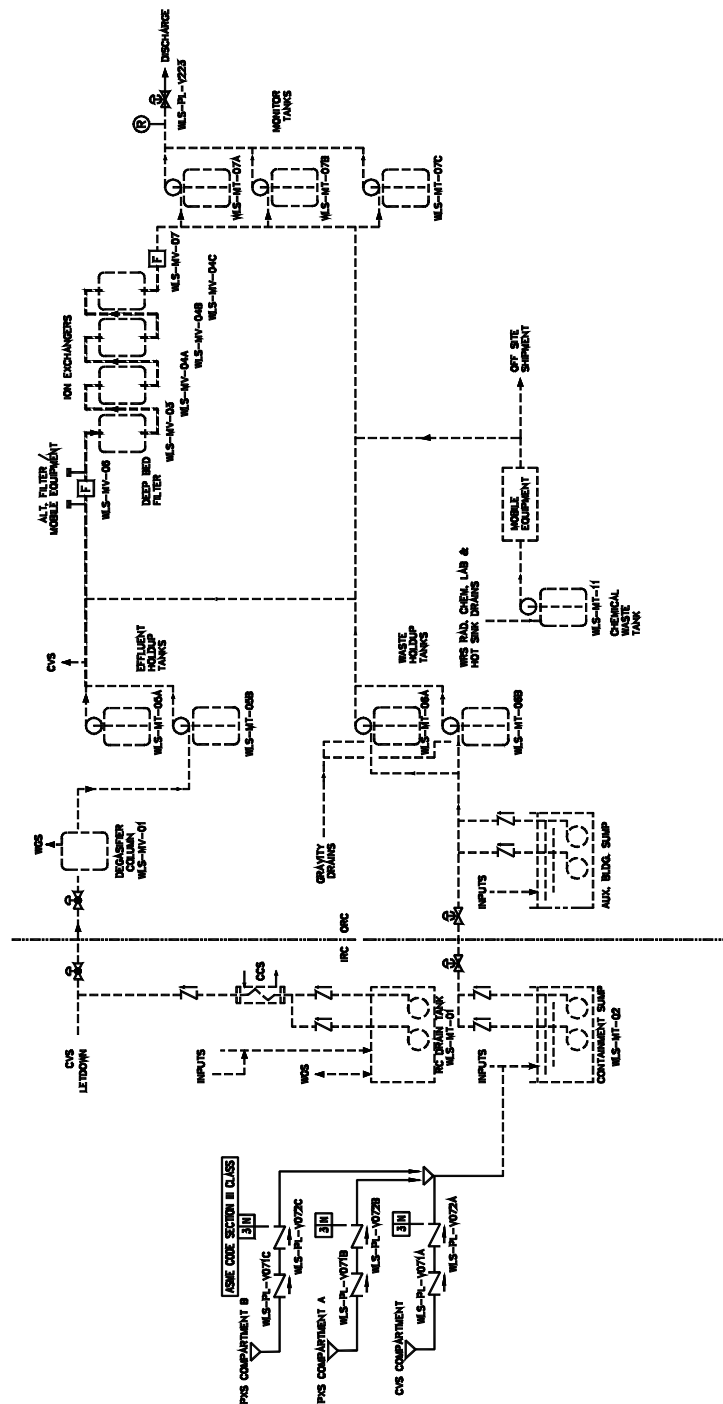 ASME CODE SECTION III CLASS
PXS COMPARTMENT B
WLS-PL-V071C
3 N
WLS-PL-V072C
PXS COMPARTMENT A
WLS-PL-V071B
3 N
WLS-PL-V072B
CVS COMPARTMENT
WLS-PL-V071A
3 N
WLS-PL-V072A
CVS
LETDOWN
INPUTS
WGS
CCS
RC DRAIN TANK
WLS-MT-01
INPUTS
CONTAINMENT SUMP
WLS-MT-02
IRC
ORC
WGS
DEGASIFIER
COLUMN
WLS-MV-01
GRAVITY
DRAINS
INPUTS
AUX. BLDG. SUMP
CVS
EFFLUENT
HOLDUP
TANKS
WLS-MT-05A
WLS-MT-05B
WASTE
HOLDUP
TANKS
WLS-MT-06A
WLS-MT-06B
WRS RAD. CHEM. LAB &
HOT SINK DRAINS
WLS-MT-11
CHEMICAL
WASTE
TANK
MOBILE
EQUIPMENT
OFF SITE
SHIPMENT
ALT. FILTER /
MOBILE EQUIPMENT
F
WLS-MV-06
DEEP BED
FILTER
WLS-MV-03
ION EXCHANGERS
WLS-MV-04A
WLS-MV-04B
WLS-MV-04C
F
WLS-MV-07
MONITOR
TANKS
WLS-MT-07A
WLS-MT-07B
WLS-MT-07C
R
WLS-PL-V223
DISCHARGE